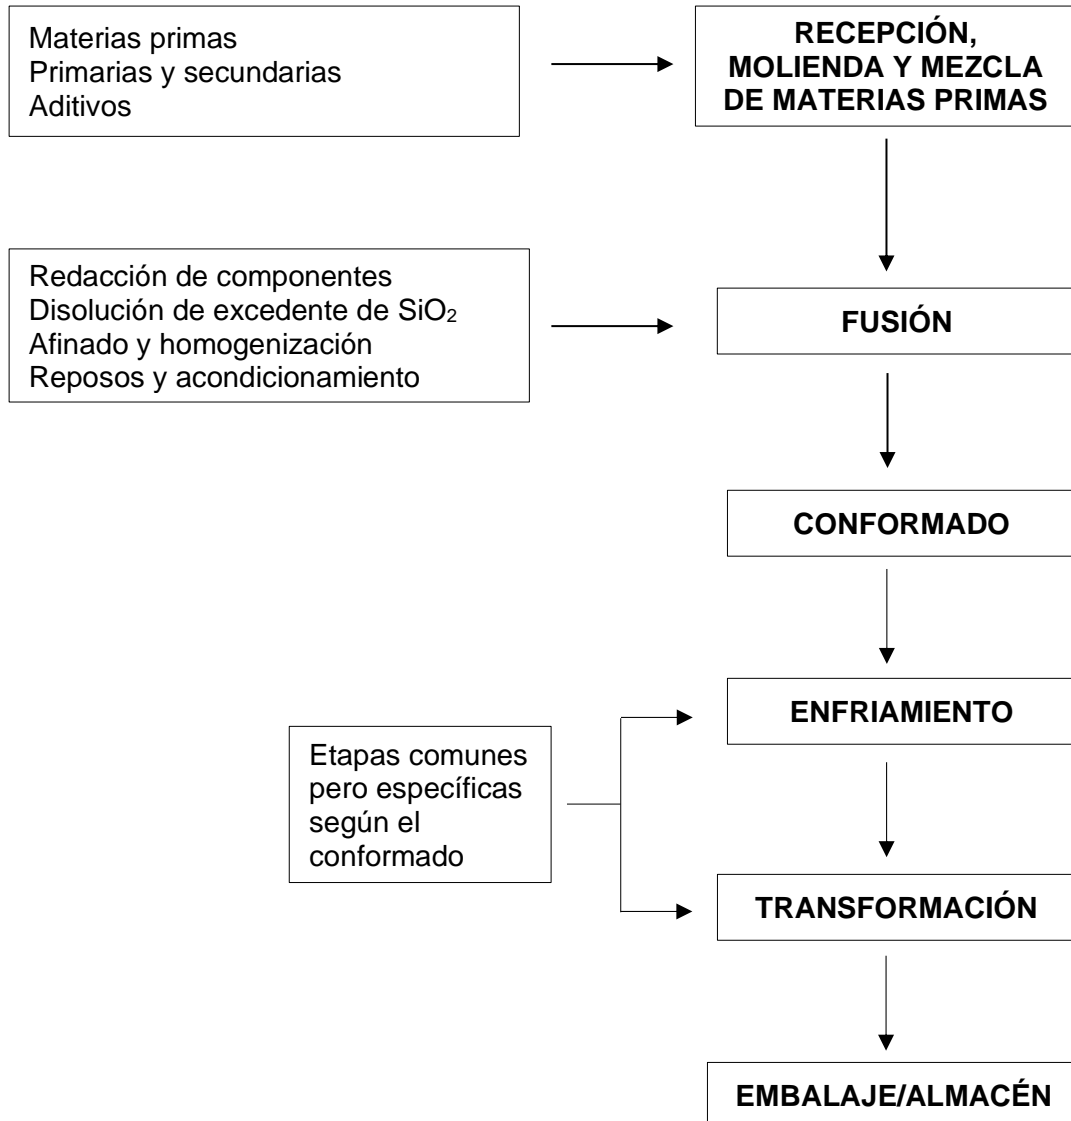 Materias primas
Primarias y secundarias
Aditivos
RECEPCIÓN,
MOLIENDA Y MEZCLA
DE MATERIAS PRIMAS
Redacción de componentes
Disolución de excedente de SiO₂
Afinado y homogenización
Reposos y acondicionamiento
FUSIÓN
CONFORMADO
ENFRIAMIENTO
Etapas comunes
pero específicas
según el
conformado
TRANSFORMACIÓN
EMBALAJE/ALMACÉN